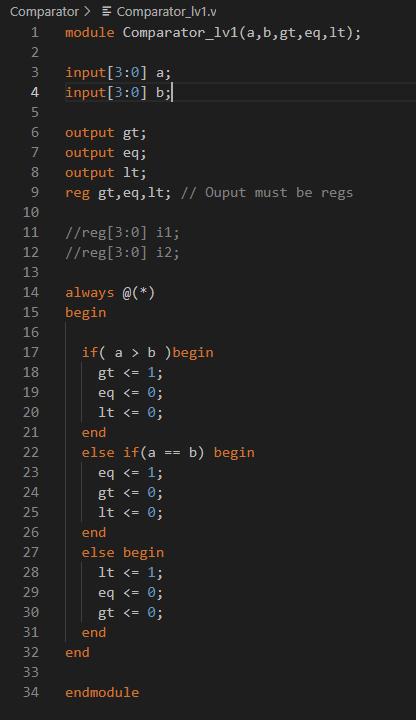 Comparator > Comparator_lv1.v
1 module Comparator_lv1(a,b,gt,eq,lt);
2
3 input[3:0] a;
4 input[3:0] b;
5
6 output gt;
7 output eq;
8 output lt;
9 reg gt,eq,lt; // Ouput must be regs
10
11 //reg[3:0] i1;
12 //reg[3:0] i2;
13
14 always @(*)
15 begin
16
17 if( a > b )begin
18 gt <= 1;
19 eq <= 0;
20 lt <= 0;
21 end
22 else if(a == b) begin
23 eq <= 1;
24 gt <= 0;
25 lt <= 0;
26 end
27 else begin
28 lt <= 1;
29 eq <= 0;
30 gt <= 0;
31 end
32 end
33
34 endmodule